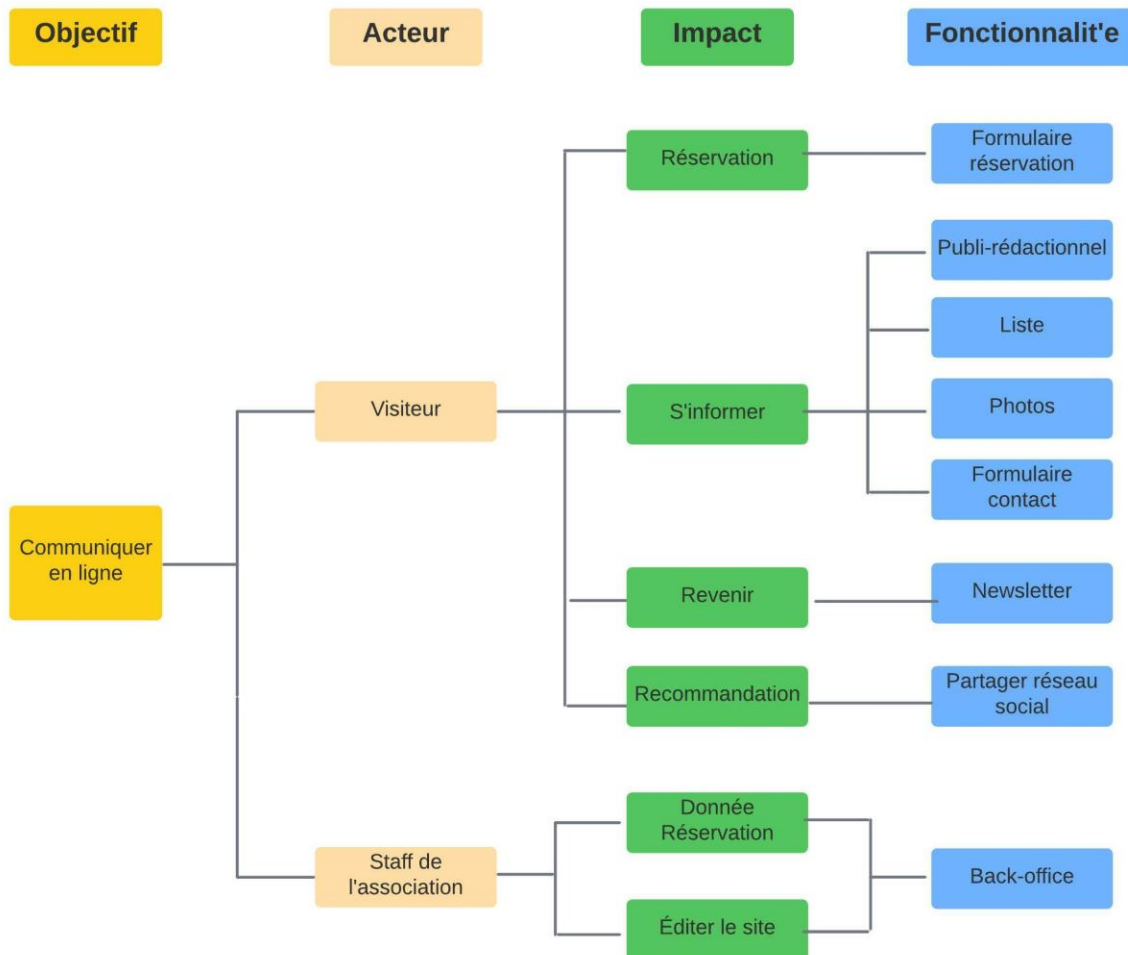 Objectif
Acteur
Impact
Fonctionnalit'e
Réservation
Formulaire
réservation
Publi-rédactionnel
Liste
Visiteur
S'informer
Photos
Formulaire
contact
Communiquer
en ligne
Revenir
Newsletter
Recommandation
Partager réseau
social
Donnée
Réservation
Staff de
l'association
Back-office
Éditer le site